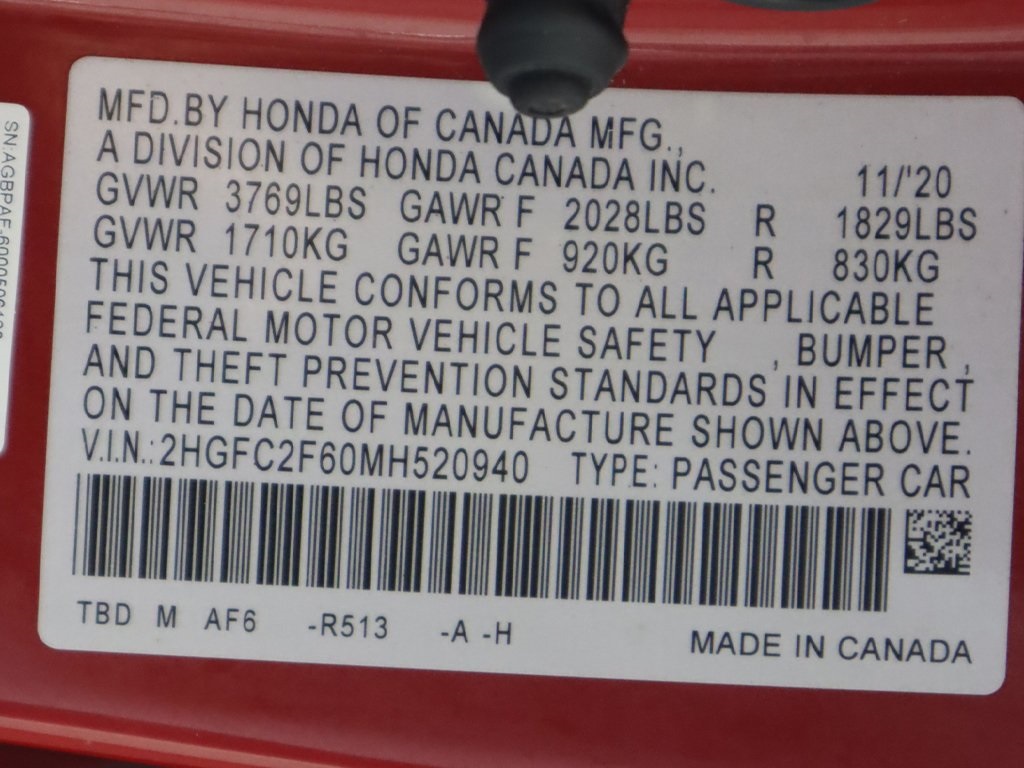 MFD.BY HONDA OF CANADA MFG.,
A DIVISION OF HONDA CANADA INC. 11/'20
GVWR 3769LBS GAWR F 2028LBS R 1829LBS
GVWR 1710KG GAWR F 920KG R 830KG
THIS VEHICLE CONFORMS TO ALL APPLICABLE
FEDERAL MOTOR VEHICLE SAFETY , BUMPER ,
AND THEFT PREVENTION STANDARDS IN EFFECT
ON THE DATE OF MANUFACTURE SHOWN ABOVE.
V.I.N.:2HGFC2F60MH520940 TYPE: PASSENGER CAR
TBD M AF6 -R513 -A -H
MADE IN CANADA